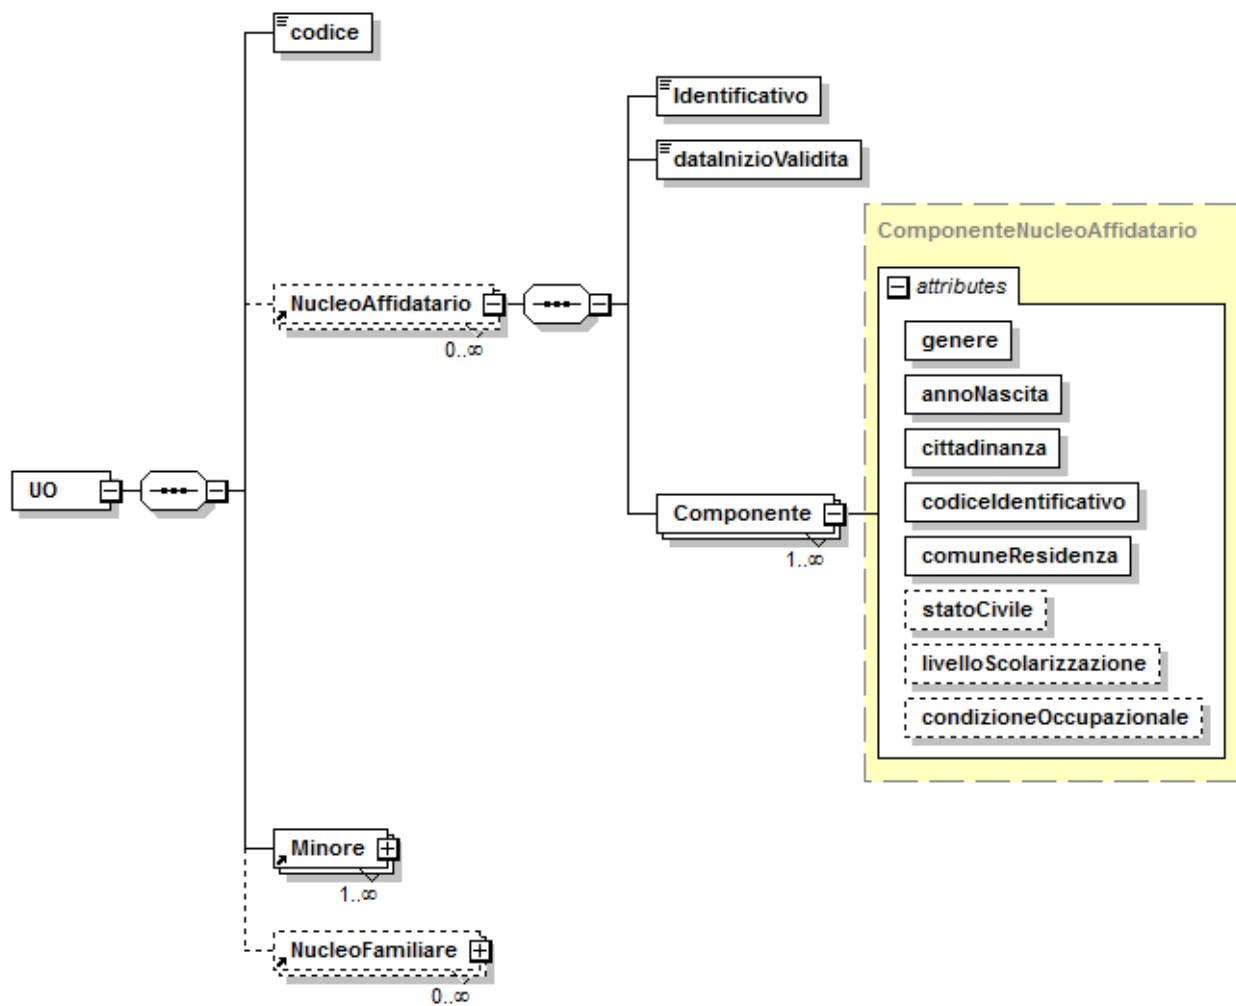 codice
Identificativo
dataInizioValidita
ComponenteNucleoAffidatario
attributes
NucleoAffidatario
0..∞
genere
annoNascita
cittadinanza
UO
codiceIdentificativo
Componente
1..∞
comuneResidenza
statoCivile
livelloScolarizzazione
condizioneOccupazionale
Minore
1..∞
NucleoFamiliare
0..∞